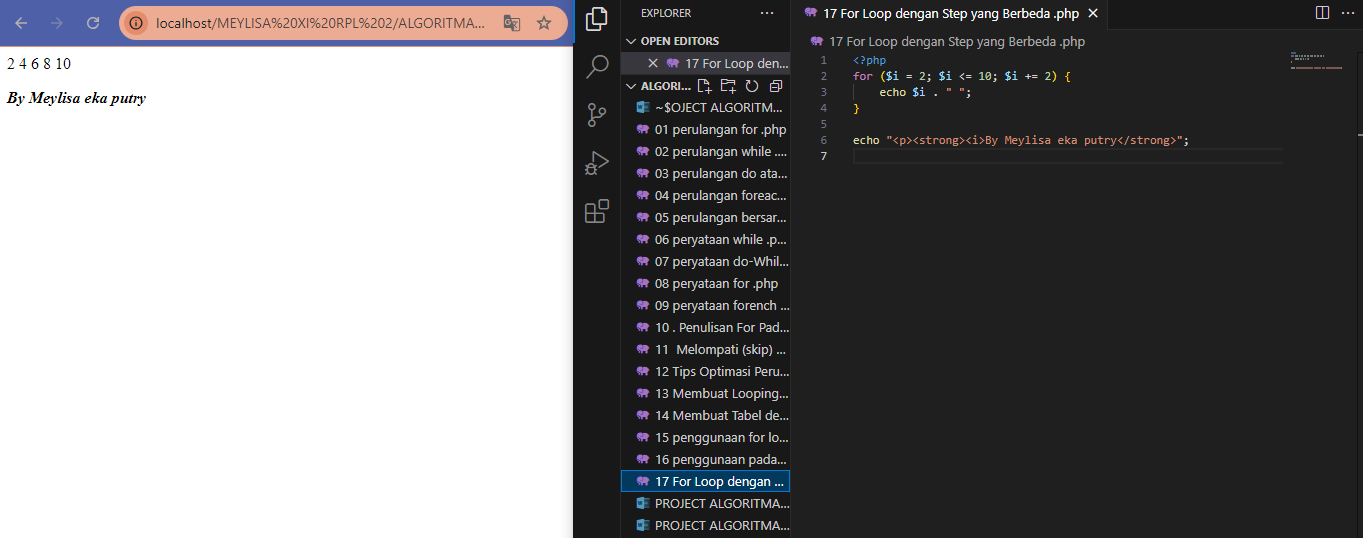 localhost/MEYLISA%20XI%20RPL%202/ALGORITMA...
2 4 6 8 10
By Meylisa eka putry
EXPLORER
OPEN EDITORS
17 For Loop den...
ALGORI...
~$OJECT ALGORITM...
01 perulangan for .php
02 perulangan while ....
03 perulangan do ata...
04 perulangan foreac...
05 perulangan bersar...
06 peryataan while .p...
07 peryataan do-Whil...
08 peryataan for .php
09 peryataan forench ...
10 . Penulisan For Pad...
11  Melompati (skip) ...
12 Tips Optimasi Peru...
13 Membuat Looping...
14 Membuat Tabel de...
15 penggunaan for lo...
16 penggunaan pada...
17 For Loop dengan ...
PROJECT ALGORITMA...
PROJECT ALGORITMA...
17 For Loop dengan Step yang Berbeda .php
17 For Loop dengan Step yang Berbeda .php
1 <?php
2 for ($i = 2; $i <= 10; $i += 2) {
3     echo $i . " ";
4 }
5
6 echo "<p><strong><i>By Meylisa eka putry</strong>";
7